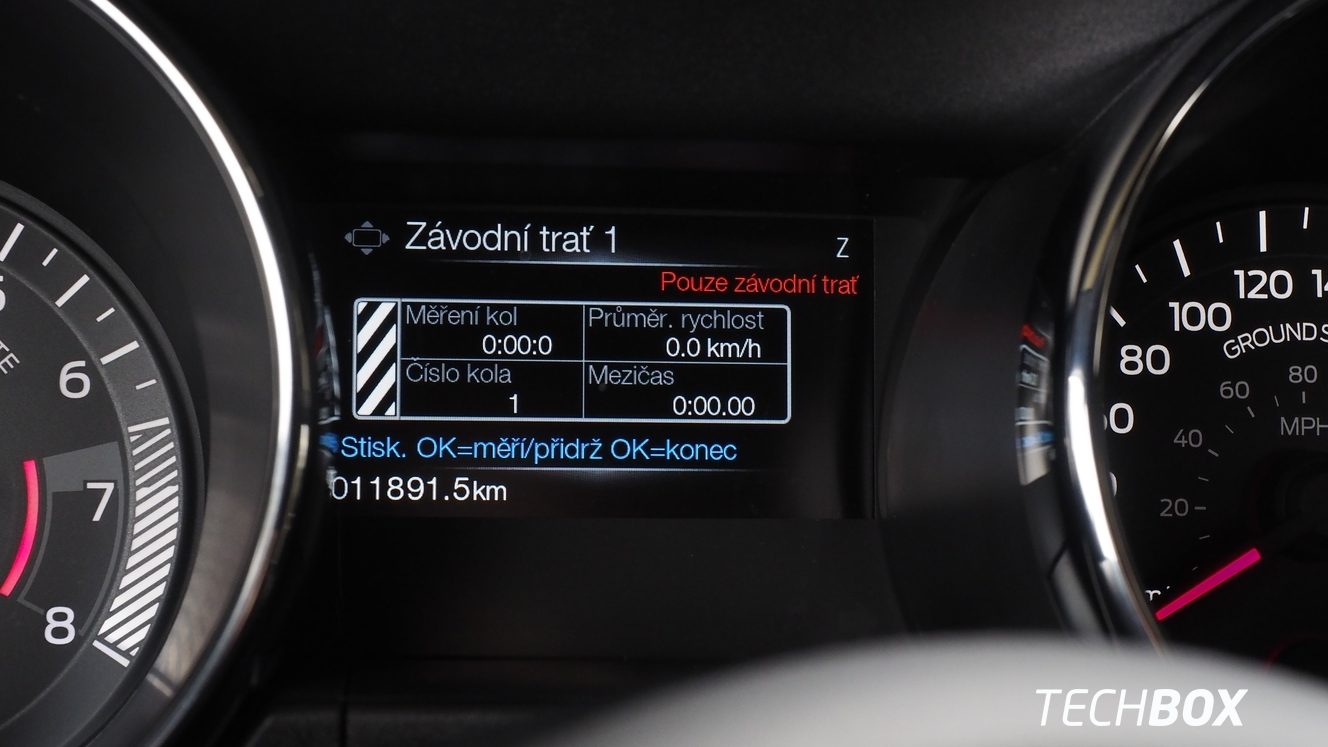 Závodní trať 1
Z
Pouze závodní trať
Měření kol
0:00:0
Průměr. rychlost
0.0 km/h
Číslo kola
1
Mezičas
0:00.00
Stisk. OK=měří/přidrž OK=konec
011891.5km
6
7
8
80
100
120
GROUND
20
40
60
80
MPH
TECHBOX